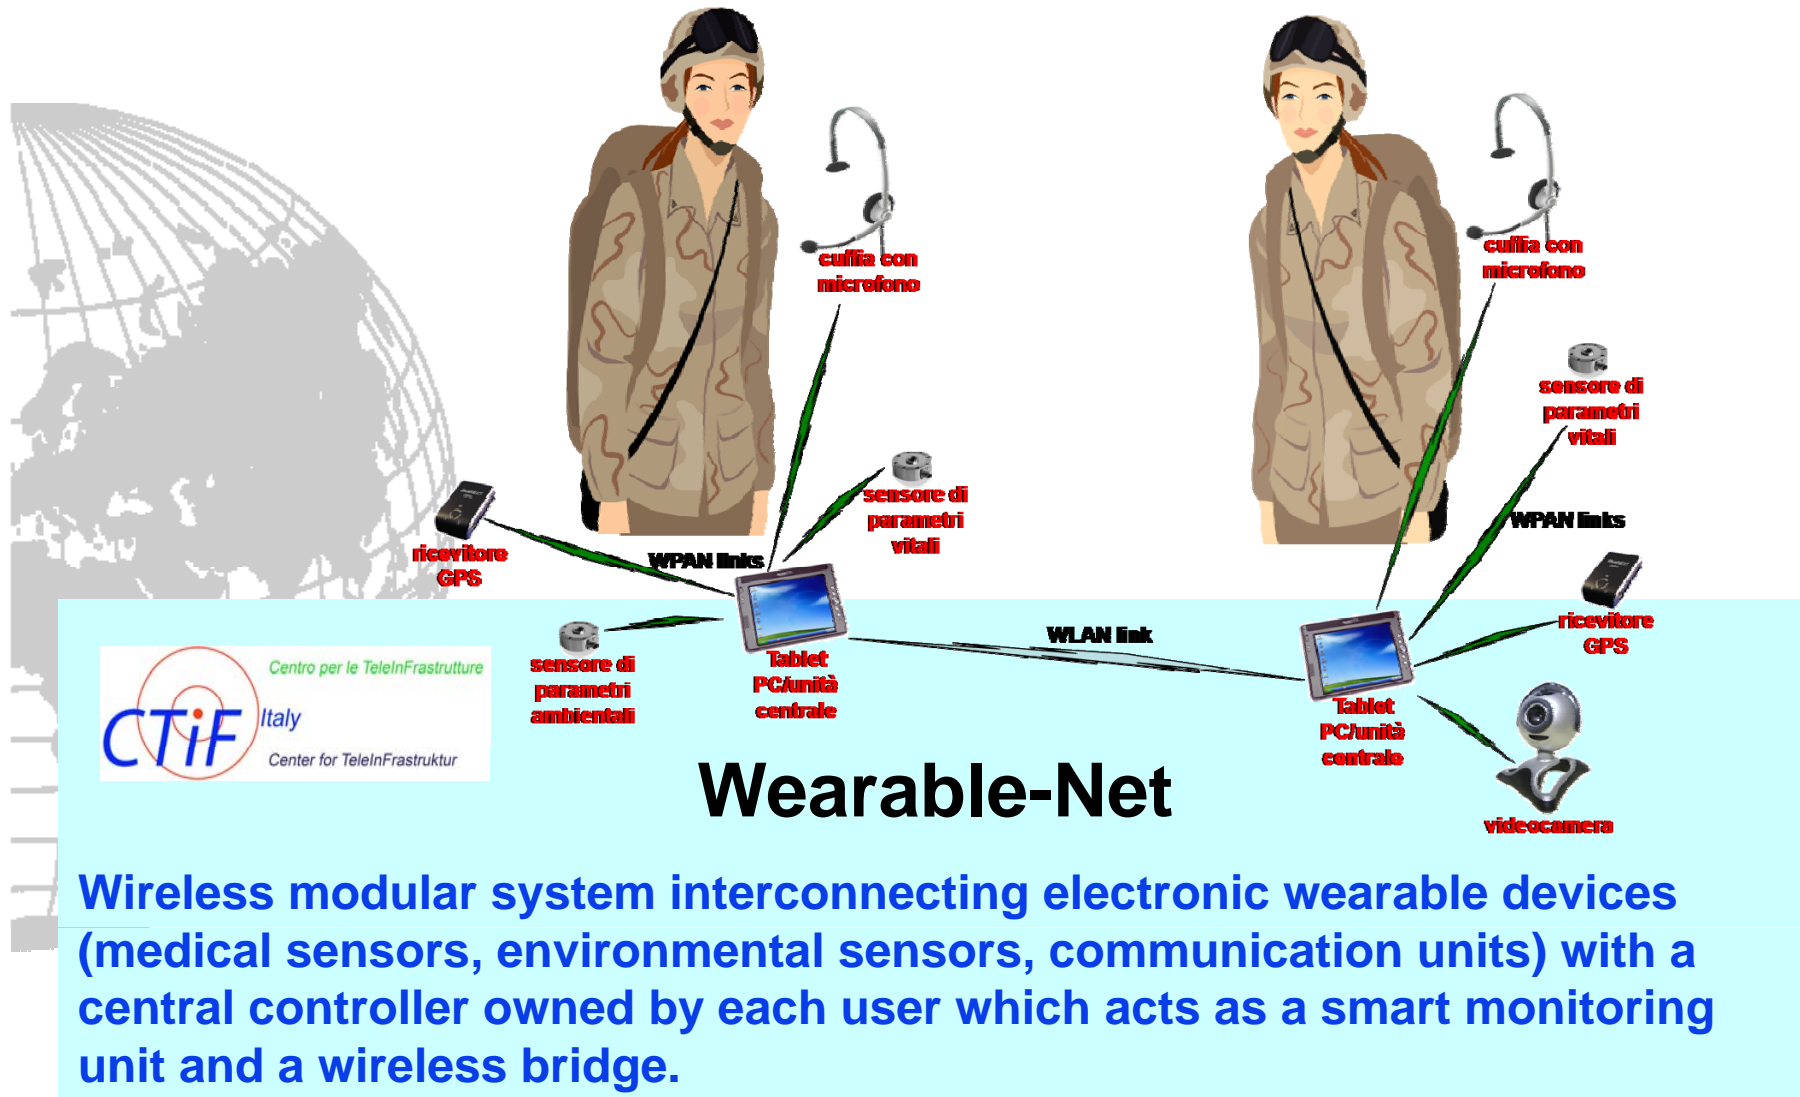 cuffia con
microfono
sensore di
parametri
vitali
ricevitore
GPS
WPAN links
sensore di
parametri
ambientali
Tablet
PC/unità
centrale
WLAN link
cuffia con
microfono
sensore di
parametri
vitali
WPAN links
ricevitore
GPS
Tablet
PC/unità
centrale
videocamera
Centro per le TeleInFrastrutture
CTiF Italy
Center for TeleInFrastruktur
Wearable-Net
Wireless modular system interconnecting electronic wearable devices
(medical sensors, environmental sensors, communication units) with a
central controller owned by each user which acts as a smart monitoring
unit and a wireless bridge.